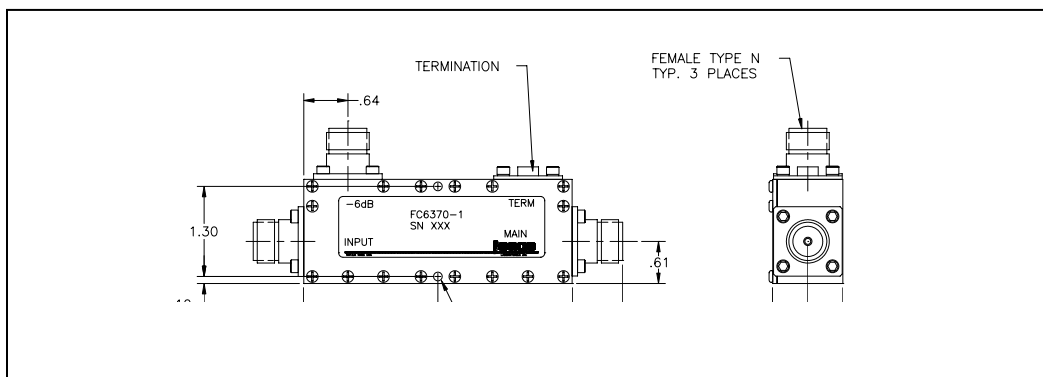 FEMALE TYPE N
TYP. 3 PLACES
TERMINATION
.64
-6dB
TERM
FC6370-1
SN XXX
1.30
MAIN
INPUT
.61